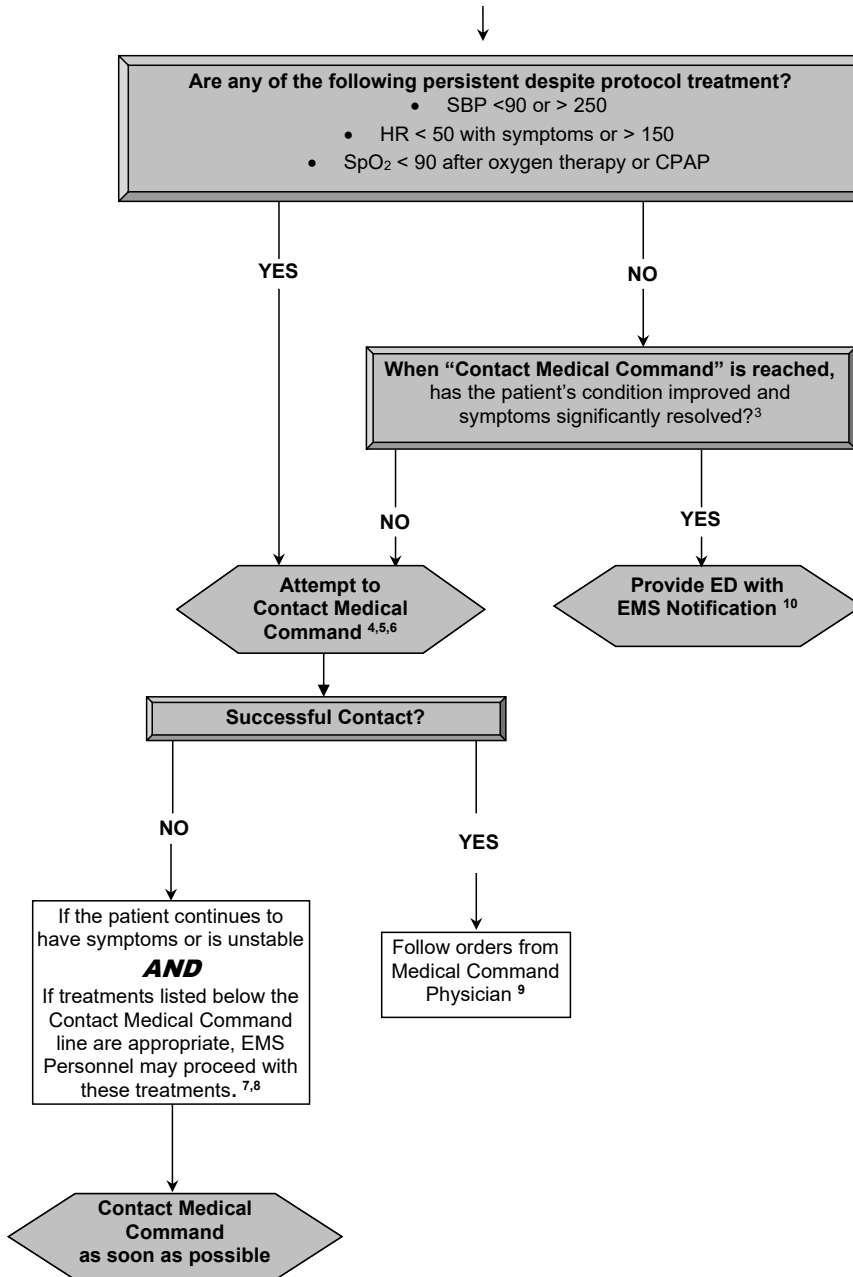 Are any of the following persistent despite protocol treatment?
• SBP <90 or > 250
• HR < 50 with symptoms or > 150
• SpO₂ < 90 after oxygen therapy or CPAP
YES
NO
When “Contact Medical Command” is reached,
has the patient’s condition improved and
symptoms significantly resolved?³
NO
YES
Attempt to
Contact Medical
Command ⁴,⁵,⁶
Provide ED with
EMS Notification ¹⁰
Successful Contact?
NO
YES
If the patient continues to
have symptoms or is unstable
AND
If treatments listed below the
Contact Medical Command
line are appropriate, EMS
Personnel may proceed with
these treatments. ⁷,⁸
Follow orders from
Medical Command
Physician ⁹
Contact Medical
Command
as soon as possible